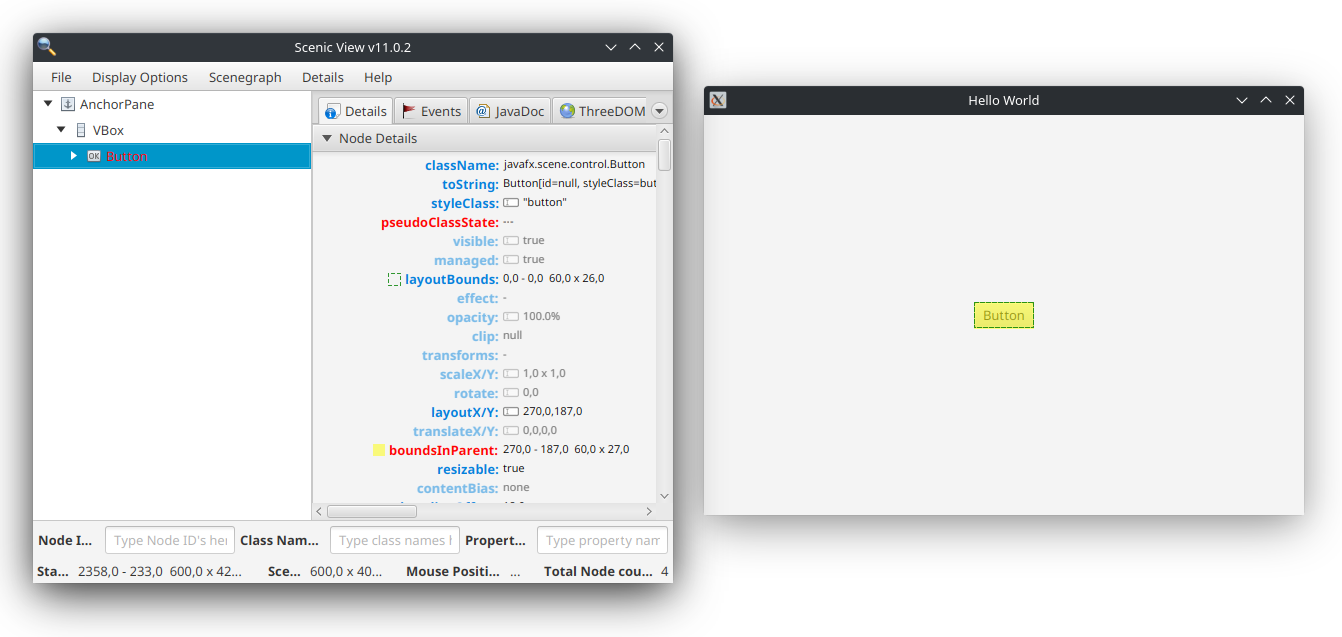 Scenic View v11.0.2
File Display Options Scenegraph Details Help
AnchorPane
VBox
OK Button
Details Events JavaDoc ThreeDOM
Node Details
className: javafx.scene.control.Button
toString: Button[id=null, styleClass=but
styleClass: "button"
pseudoClassState: ---
visible: true
managed: true
layoutBounds: 0,0 - 0,0 60,0 x 26,0
effect: -
opacity: 100.0%
clip: null
transforms: -
scaleX/Y: 1,0 x 1,0
rotate: 0,0
layoutX/Y: 270,0,187,0
translateX/Y: 0,0,0,0
boundsInParent: 270,0 - 187,0 60,0 x 27,0
resizable: true
contentBias: none
Node I... Type Node ID's her Class Nam... Type class names Propert... Type property nam
Sta... 2358,0 - 233,0 600,0 x 42... Sce... 600,0 x 40... Mouse Positi... ... Total Node cou... 4
Hello World
Button